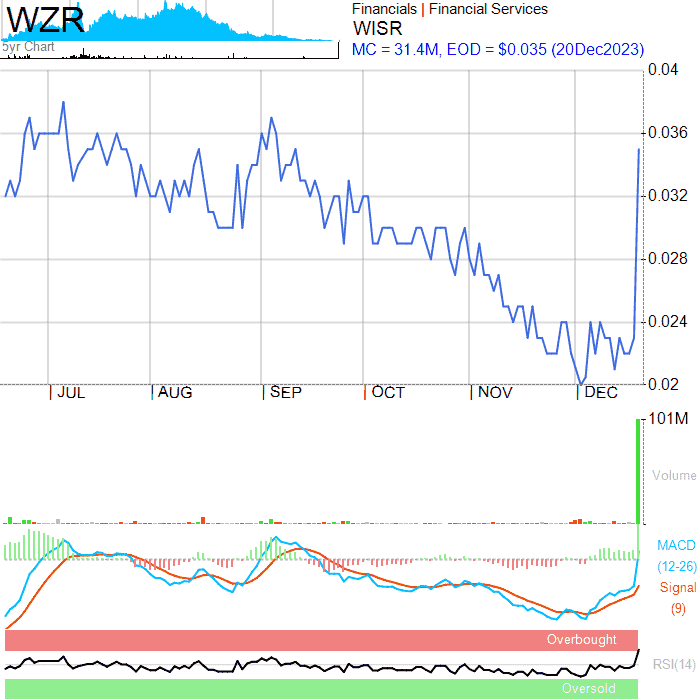 WZR
5yr Chart
Financials | Financial Services
WISR
MC = 31.4M, EOD = $0.035 (20Dec2023)
0.04
0.036
0.032
0.028
0.024
0.02
JUL AUG SEP OCT NOV DEC
101M
Volume
MACD
(12-26)
Signal
(9)
Overbought
RSI(14)
Oversold